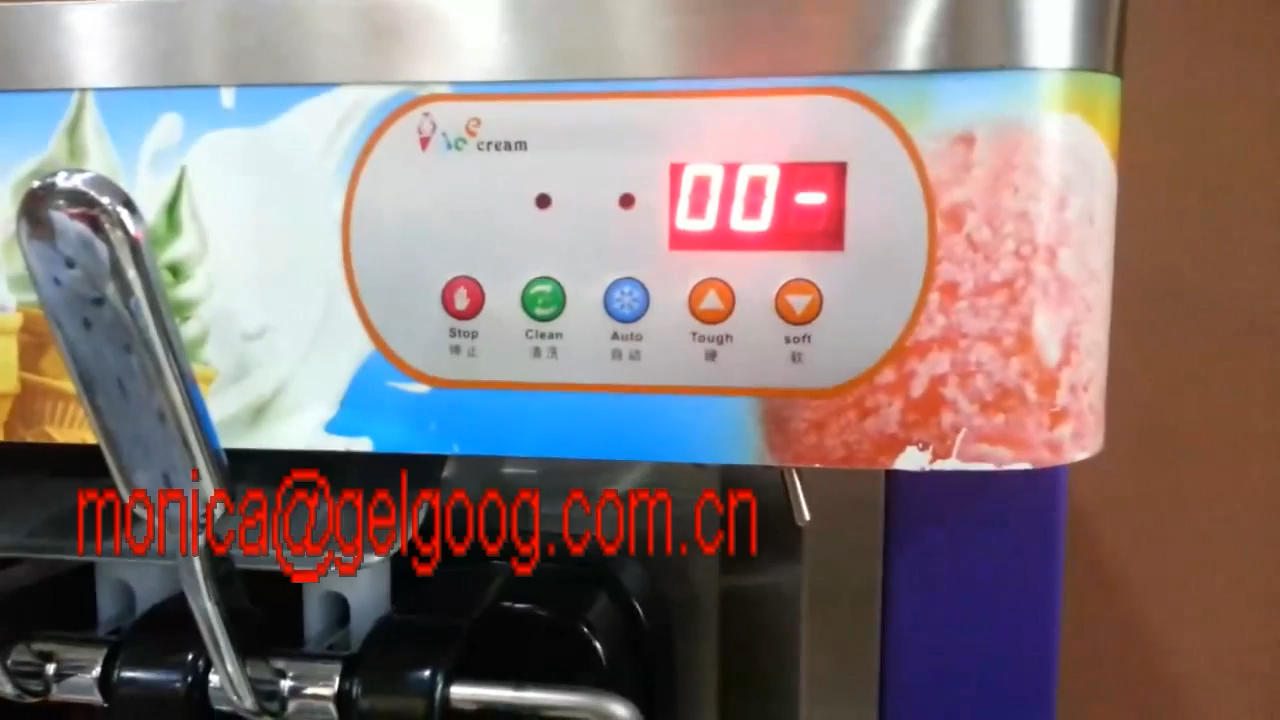 ice cream
00-
Stop Clean Auto Tough soft
停止 清洗 自动 硬 软
monica@gelgoog.com.cn